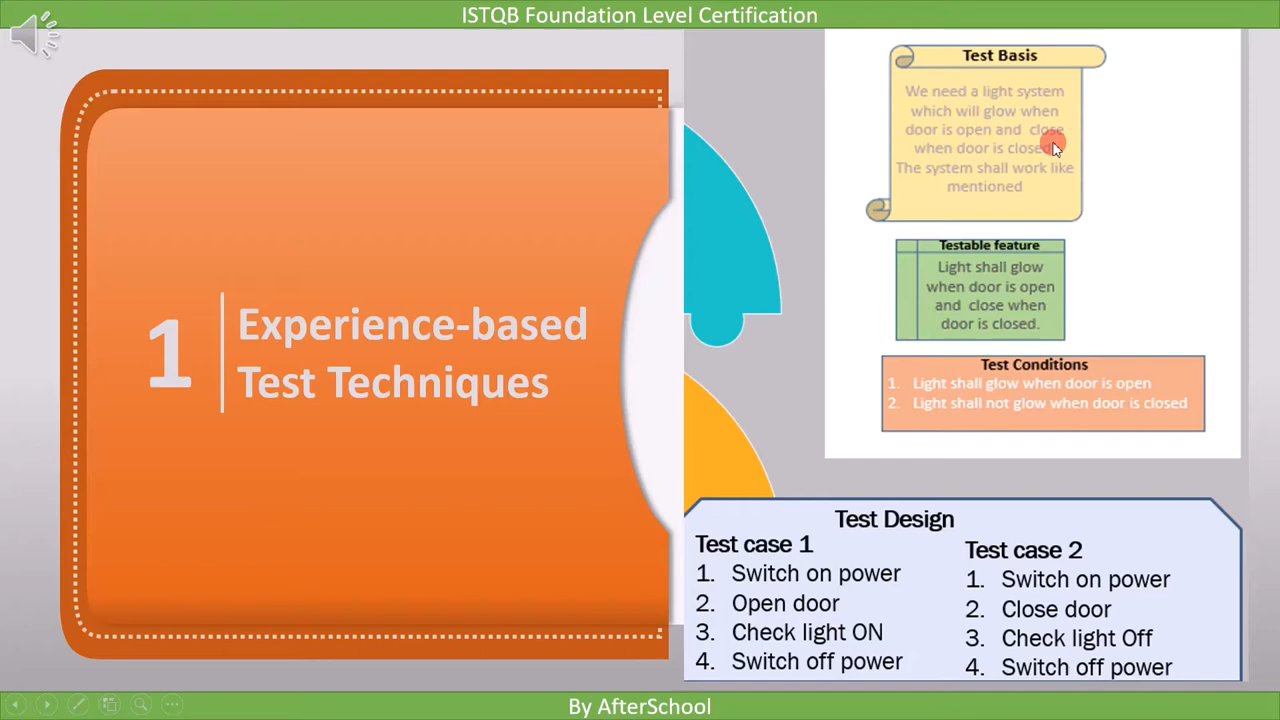 ISTQB Foundation Level Certification
1
Experience-based
Test Techniques
Test Basis
We need a light system
which will glow when
door is open and close
when door is closed.
The system shall work like
mentioned
Testable feature
Light shall glow
when door is open
and close when
door is closed.
Test Conditions
1. Light shall glow when door is open
2. Light shall not glow when door is closed
Test Design
Test case 1
1. Switch on power
2. Open door
3. Check light ON
4. Switch off power
Test case 2
1. Switch on power
2. Close door
3. Check light Off
4. Switch off power
By AfterSchool